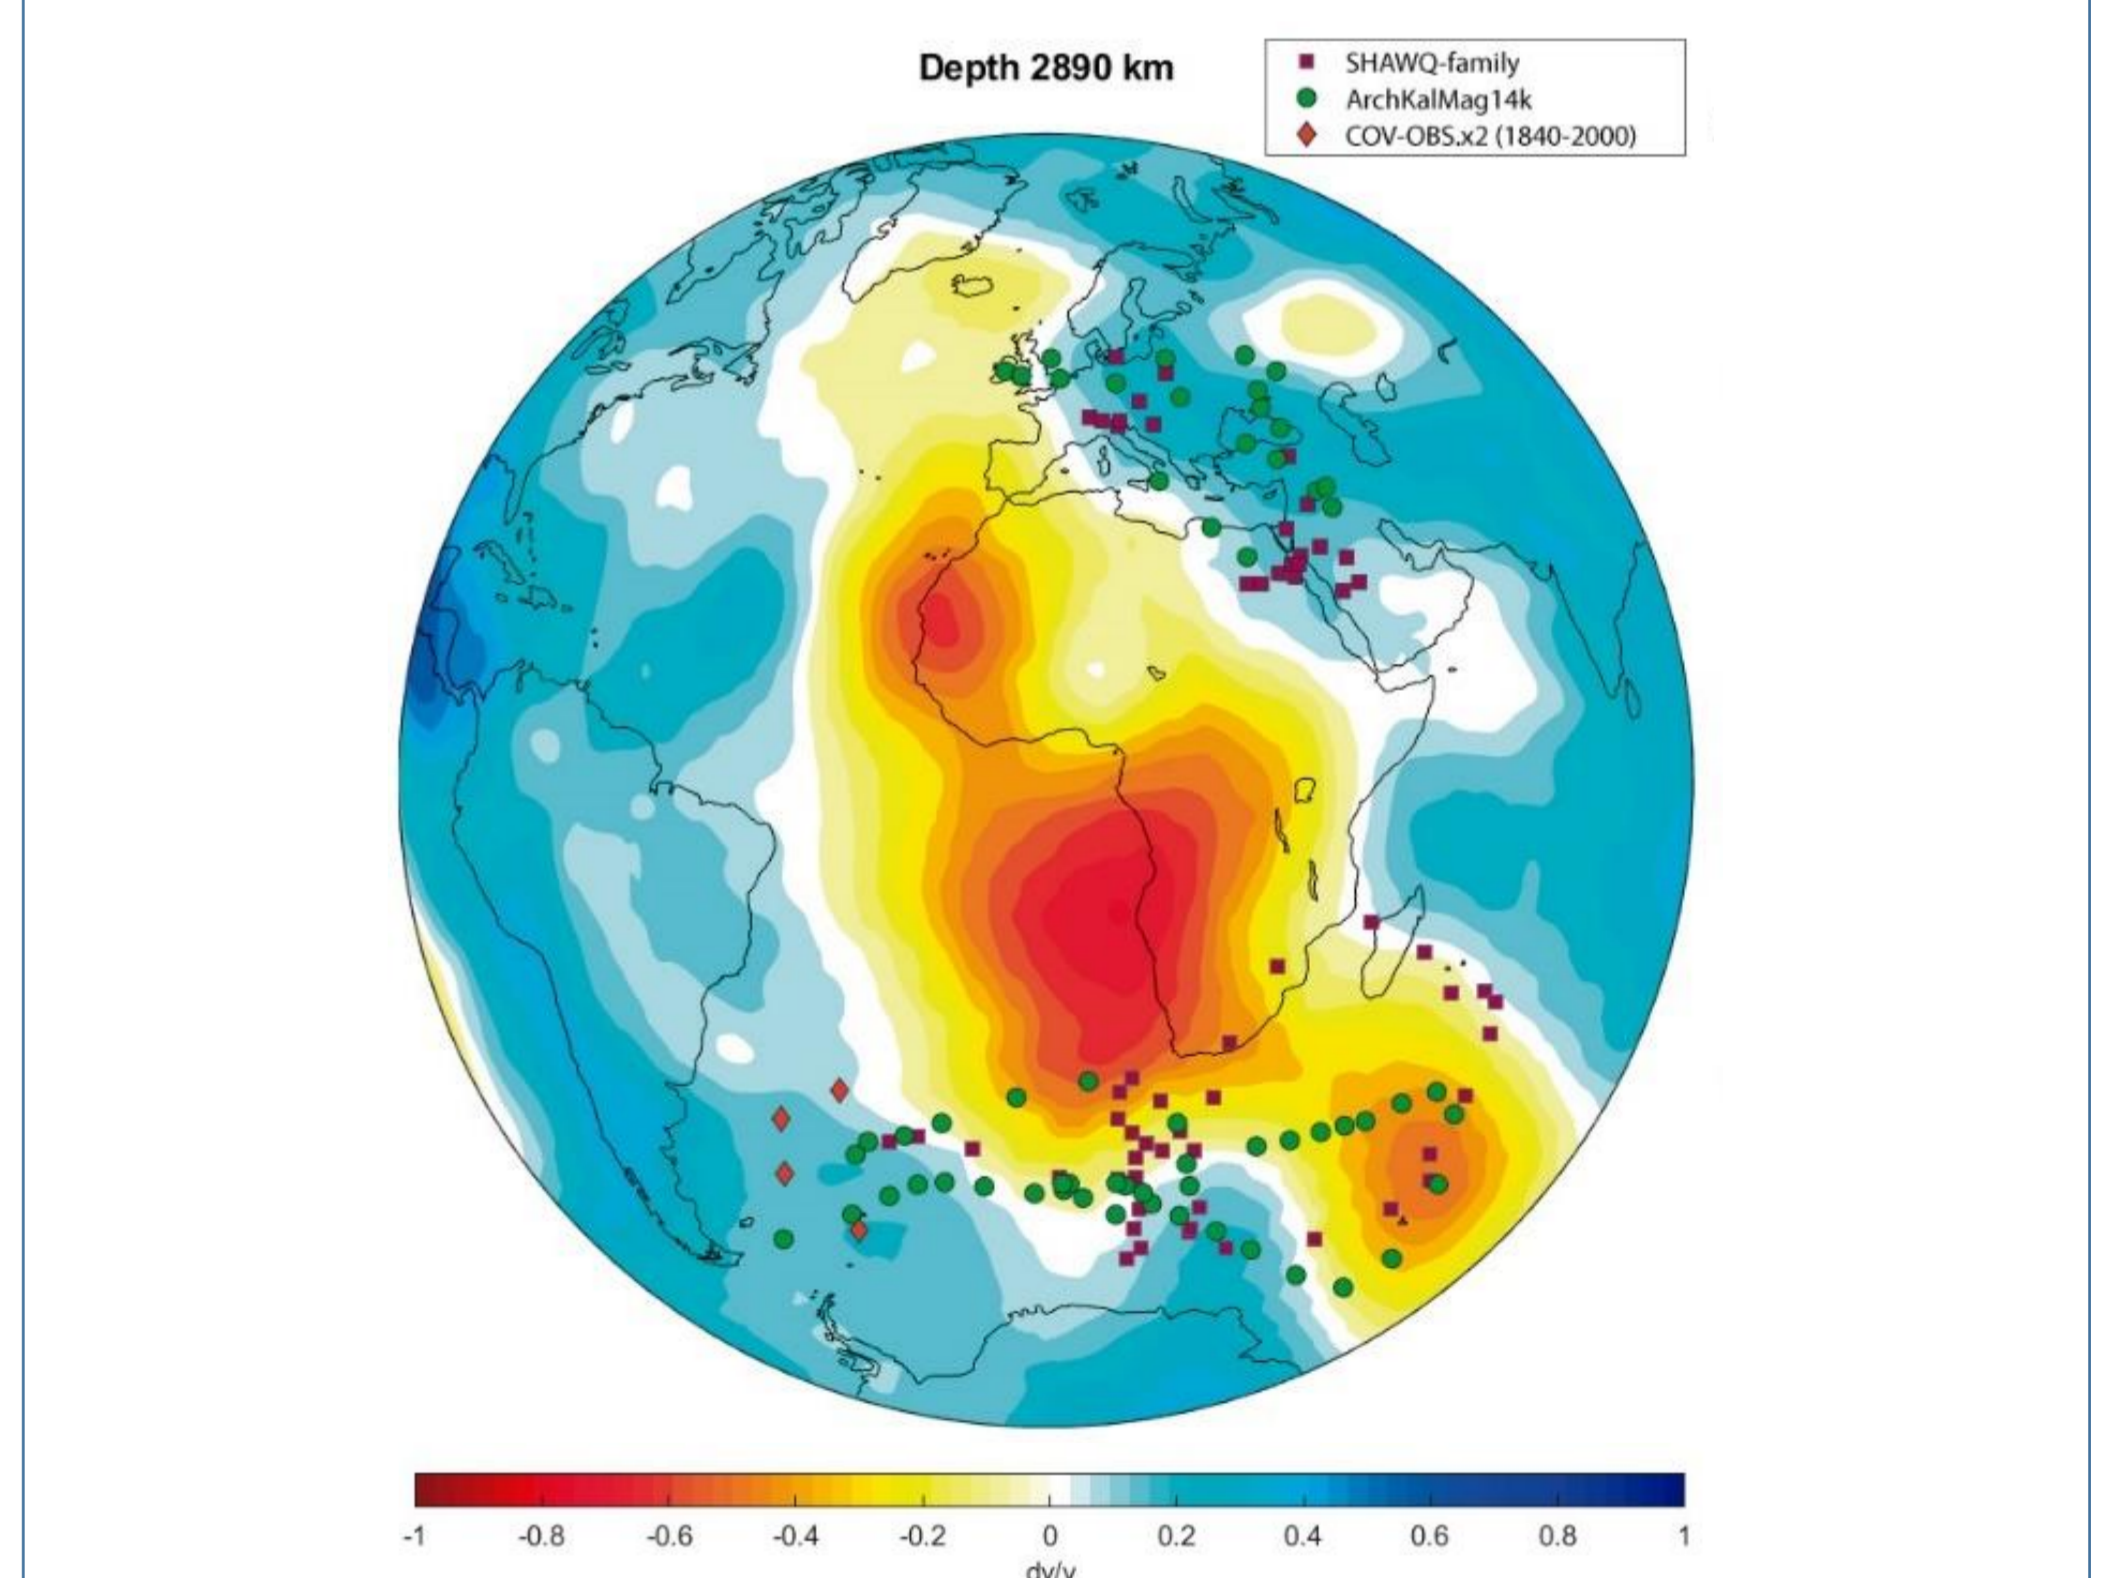 Depth 2890 km
SHAWQ-family
ArchKalMag14k
COV-OBS.x2 (1840-2000)
-1 -0.8 -0.6 -0.4 -0.2 0 0.2 0.4 0.6 0.8 1
dv/v